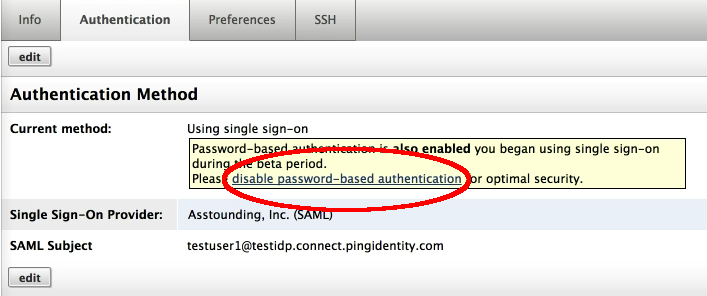 Info Authentication Preferences SSH
edit
Authentication Method
Current method: Using single sign-on
Password-based authentication is also enabled you began using single sign-on
during the beta period.
Please disable password-based authentication for optimal security.
Single Sign-On Provider: Asstounding, Inc. (SAML)
SAML Subject testuser1@testidp.connect.pingidentity.com
edit